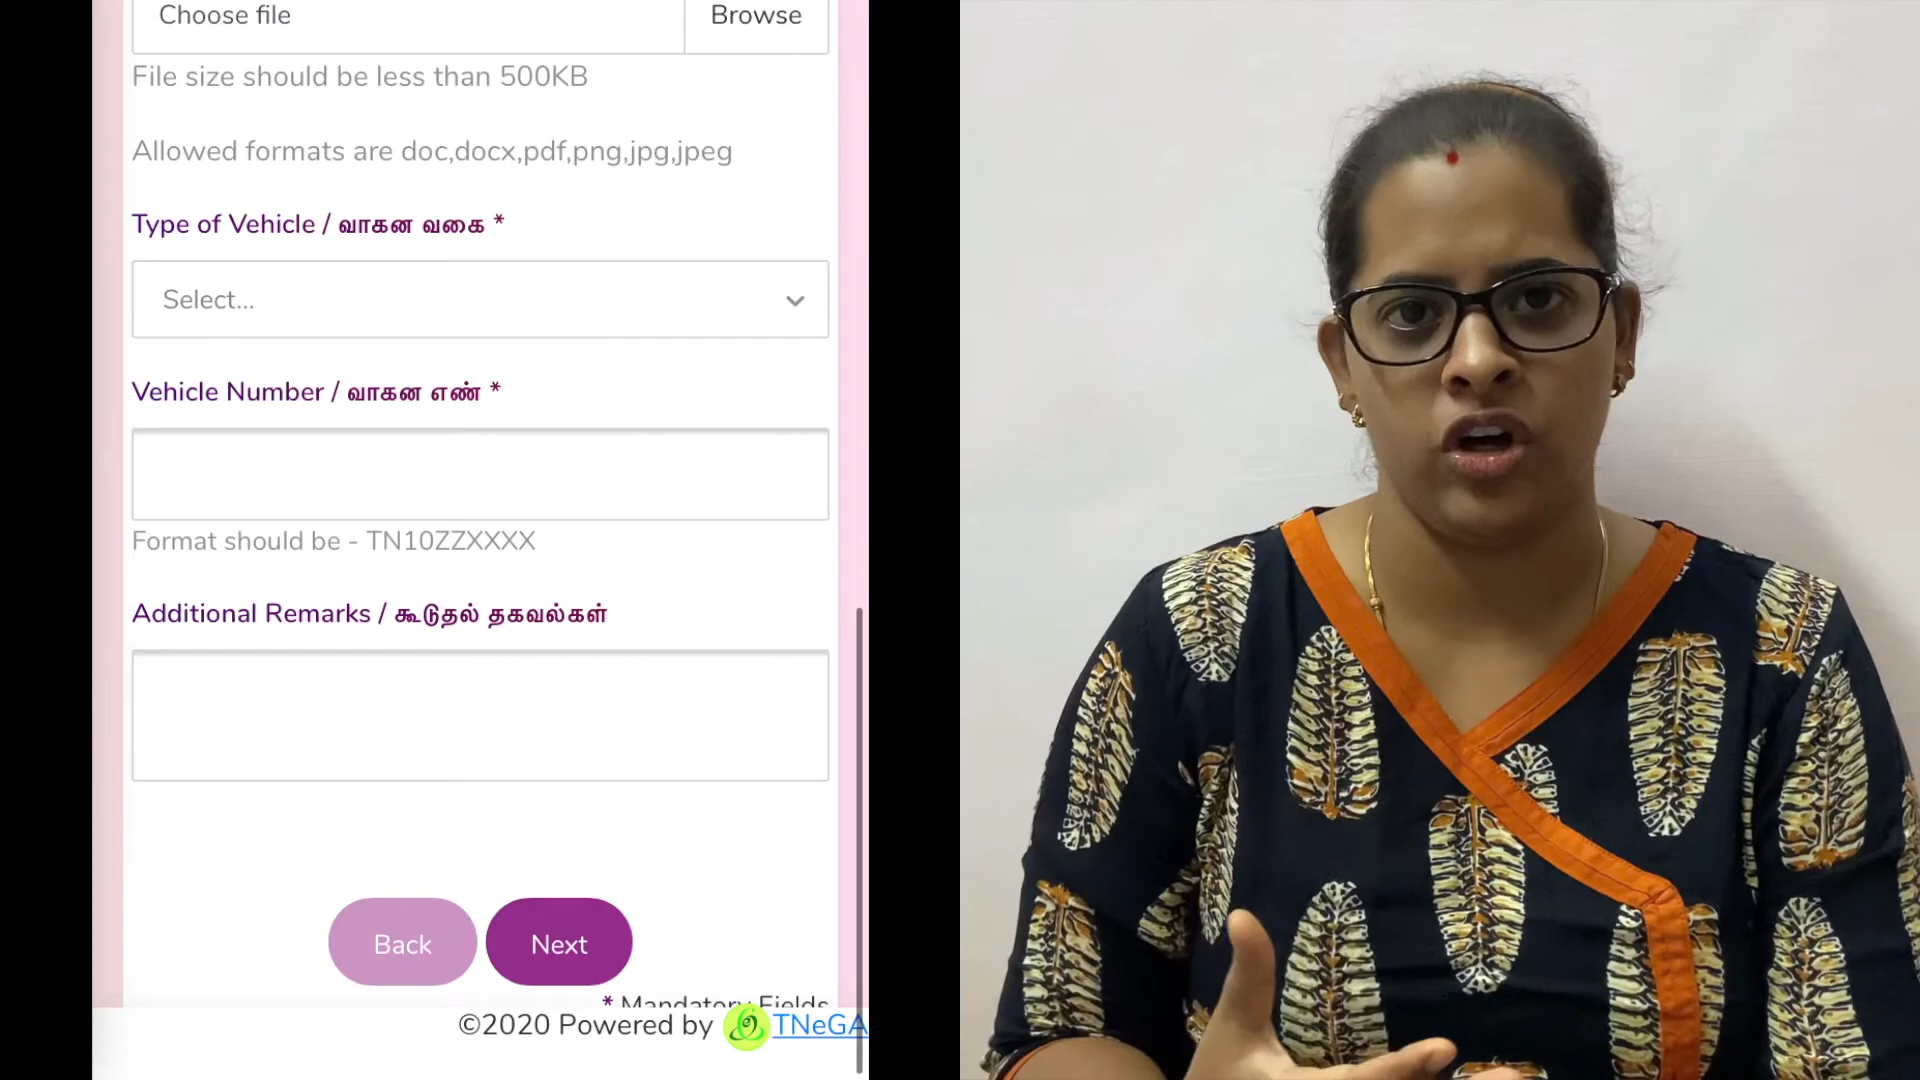 Choose file
Browse
File size should be less than 500KB
Allowed formats are doc,docx,pdf,png,jpg,jpeg
Type of Vehicle / வாகன வகை *
Select...
Vehicle Number / வாகன எண் *
Format should be - TN10ZZXXXX
Additional Remarks / கூடுதல் தகவல்கள்
Back
Next
* Mandatory Fields
©2020 Powered by TNeGA